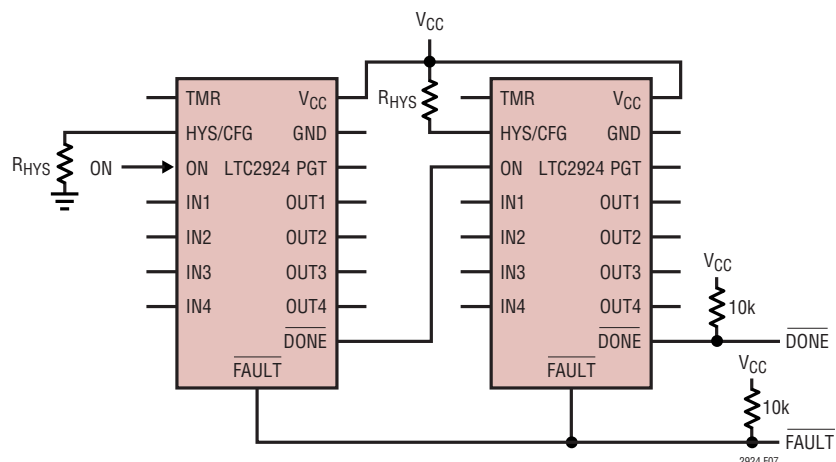 VCC
TMR VCC
HYS/CFG GND
RHYS ON
ON LTC2924 PGT
IN1 OUT1
IN2 OUT2
IN3 OUT3
IN4 OUT4
DONE
FAULT
RHYS
TMR VCC
HYS/CFG GND
ON LTC2924 PGT
IN1 OUT1
IN2 OUT2
IN3 OUT3
IN4 OUT4
DONE
FAULT
VCC
10k
DONE
VCC
10k
FAULT
2924 F07